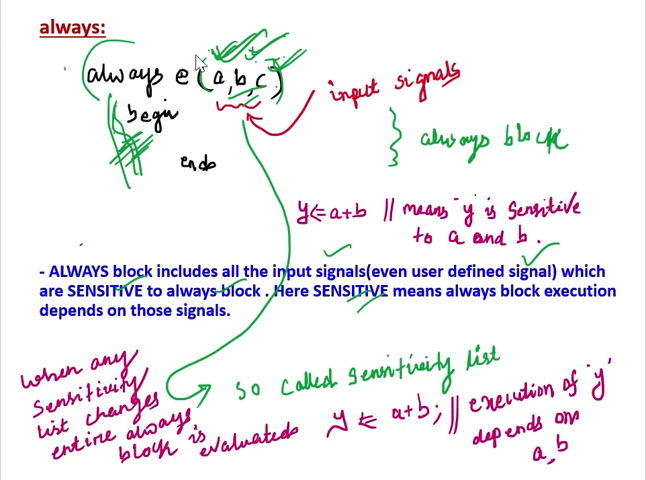 always:
always e (a,b,c)
input signals
begin
always block
end
y<=a+b // means "y" is sensitive
to a and b.
- ALWAYS block includes all the input signals(even user defined signal) which
are SENSITIVE to always block . Here SENSITIVE means always block execution
depends on those signals.
when any
sensitivity
list changes
entire always
block is
evaluated
so called sensitivity list
y <= a+b; // execution of "y"
depends on
a,b